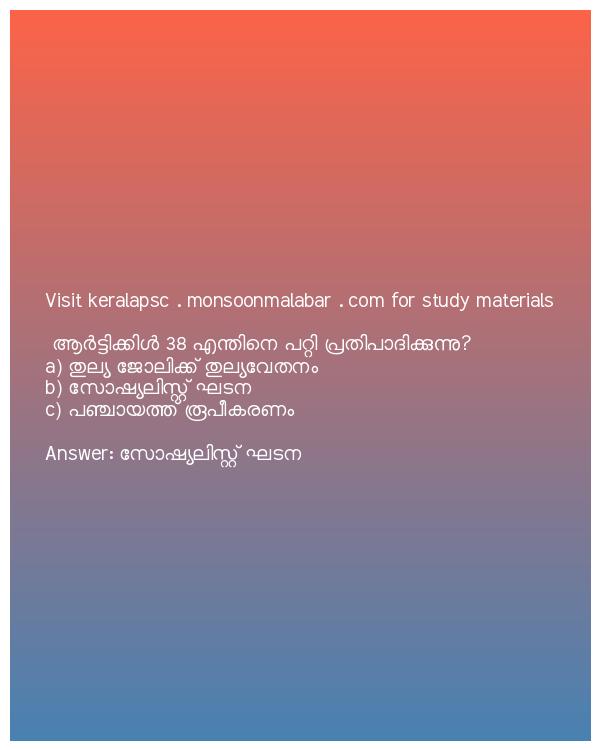 Visit keralapsc . monsoonmalabar . com for study materials
ആർട്ടിക്കിൾ 38 എന്തിനെ പറ്റി പ്രതിപാദിക്കുന്നു?
a) തുല്യ ജോലിക്ക് തുല്യവേതനം
b) സോഷ്യലിസ്റ്റ് ഘടന
c) പഞ്ചായത്ത് രൂപീകരണം
Answer: സോഷ്യലിസ്റ്റ് ഘടന